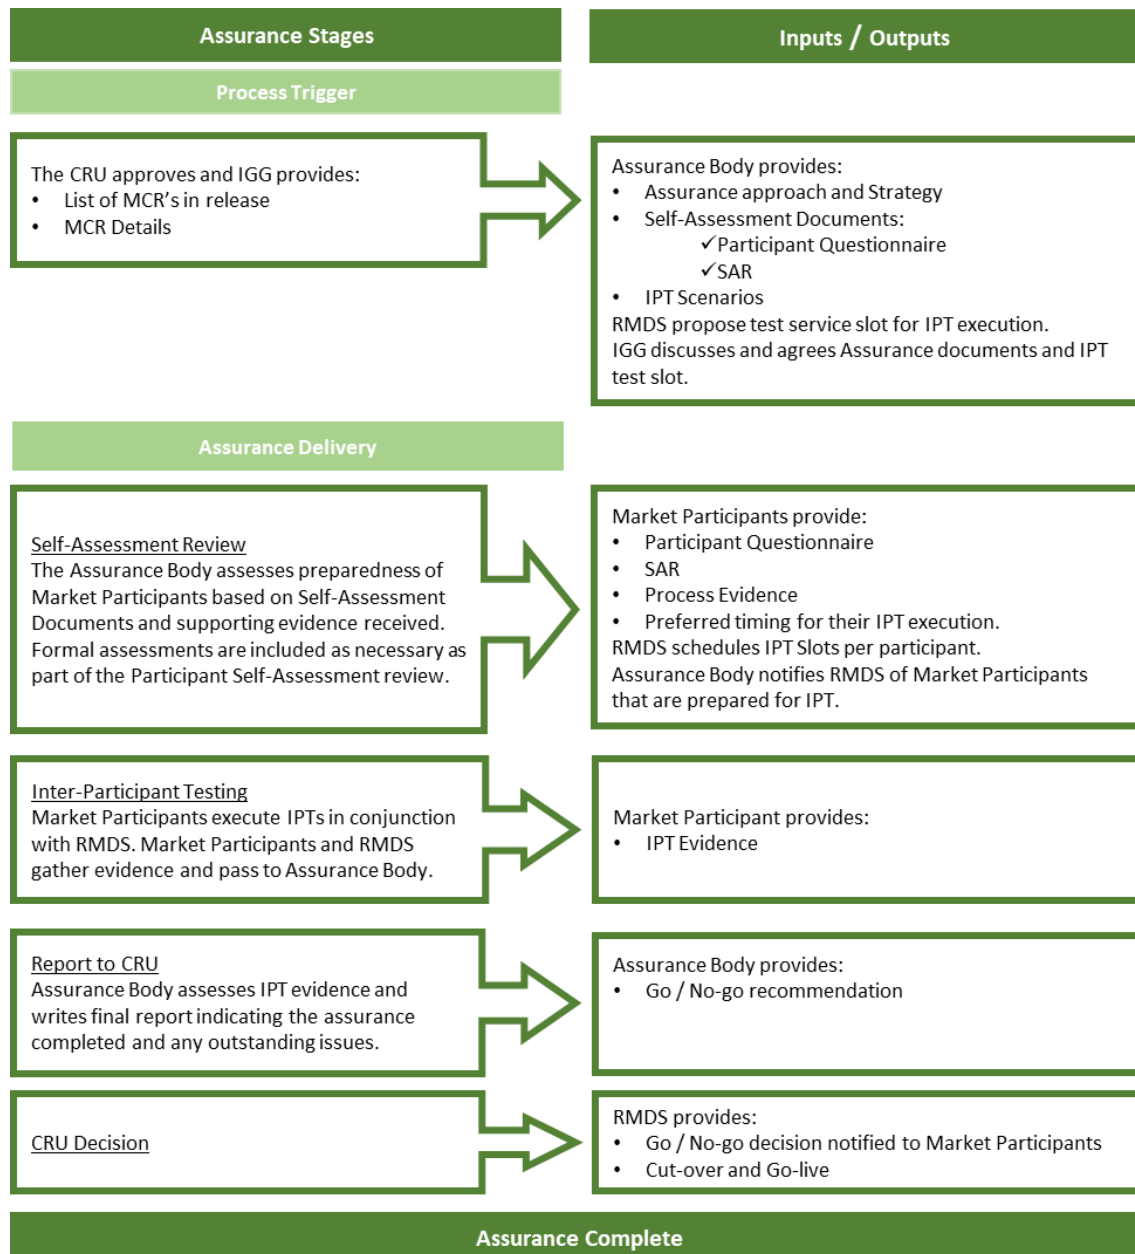 Assurance Stages
Inputs / Outputs
Process Trigger
The CRU approves and IGG provides:
• List of MCR's in release
• MCR Details
Assurance Body provides:
• Assurance approach and Strategy
• Self-Assessment Documents:
✓Participant Questionnaire
✓SAR
• IPT Scenarios
RMDS propose test service slot for IPT execution.
IGG discusses and agrees Assurance documents and IPT
test slot.
Assurance Delivery
Self-Assessment Review
The Assurance Body assesses preparedness of
Market Participants based on Self-Assessment
Documents and supporting evidence received.
Formal assessments are included as necessary as
part of the Participant Self-Assessment review.
Market Participants provide:
• Participant Questionnaire
• SAR
• Process Evidence
• Preferred timing for their IPT execution.
RMDS schedules IPT Slots per participant.
Assurance Body notifies RMDS of Market Participants
that are prepared for IPT.
Inter-Participant Testing
Market Participants execute IPTs in conjunction
with RMDS. Market Participants and RMDS
gather evidence and pass to Assurance Body.
Market Participant provides:
• IPT Evidence
Report to CRU
Assurance Body assesses IPT evidence and
writes final report indicating the assurance
completed and any outstanding issues.
Assurance Body provides:
• Go / No-go recommendation
CRU Decision
RMDS provides:
• Go / No-go decision notified to Market Participants
• Cut-over and Go-live
Assurance Complete